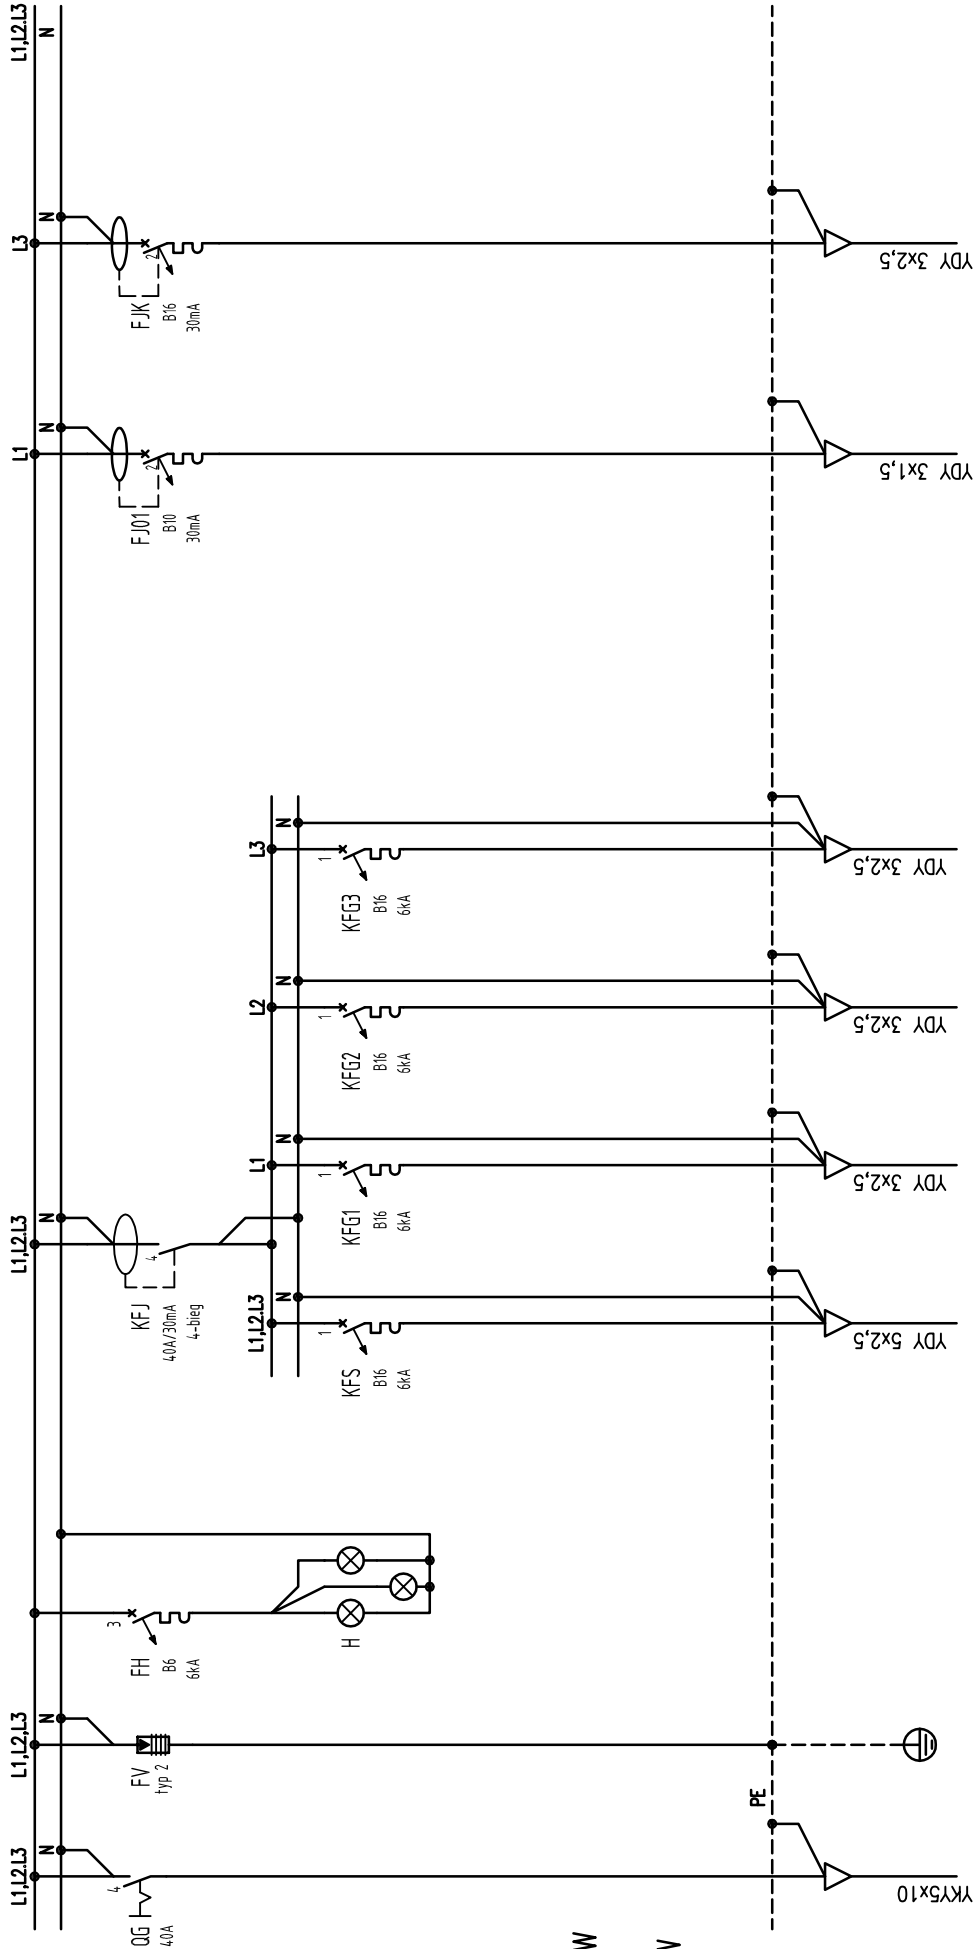 L1,L2.L3
N
QG
40A
4
YKY5x10
PE
L1,L2,L3
N
FV
typ 2
FH
B6
6kA
3
H
L1,L2.L3
N
KFJ
40A/30mA
4-bieg
4
L1,L2.L3
N
KFS
B16
6kA
1
YDY 5x2,5
L1
N
KFG1
B16
6kA
1
YDY 3x2,5
L2
N
KFG2
B16
6kA
1
YDY 3x2,5
L3
N
KFG3
B16
6kA
1
YDY 3x2,5
L1
N
FJ01
B10
30mA
2
YDY 3x1,5
L3
N
FJK
B16
30mA
2
YDY 3x2,5
L1,L2.L3
N
W
V